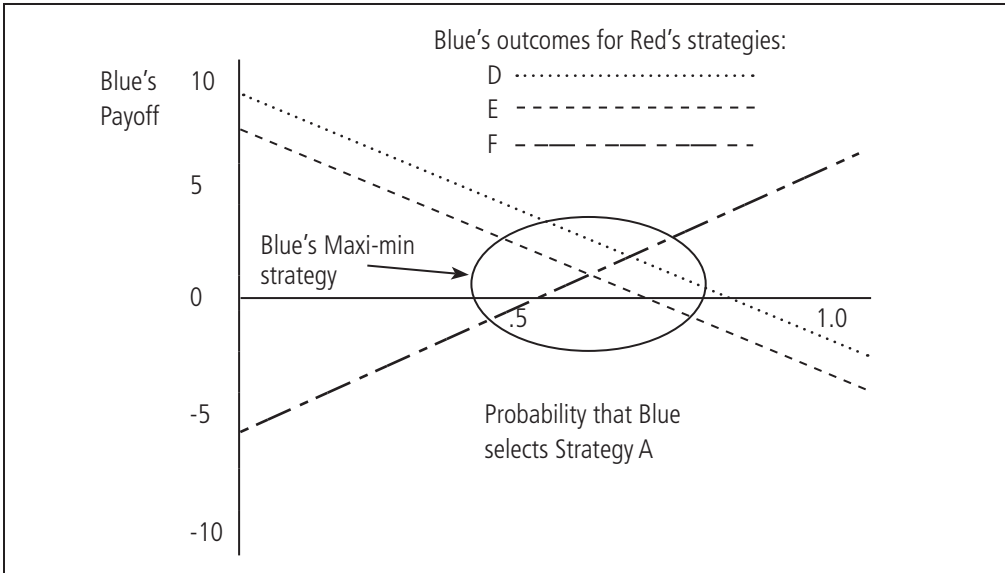 Blue's outcomes for Red's strategies:
D
E
F
Blue's
Payoff
10
5
0
-5
-10
Blue's Maxi-min
strategy
.5
1.0
Probability that Blue
selects Strategy A